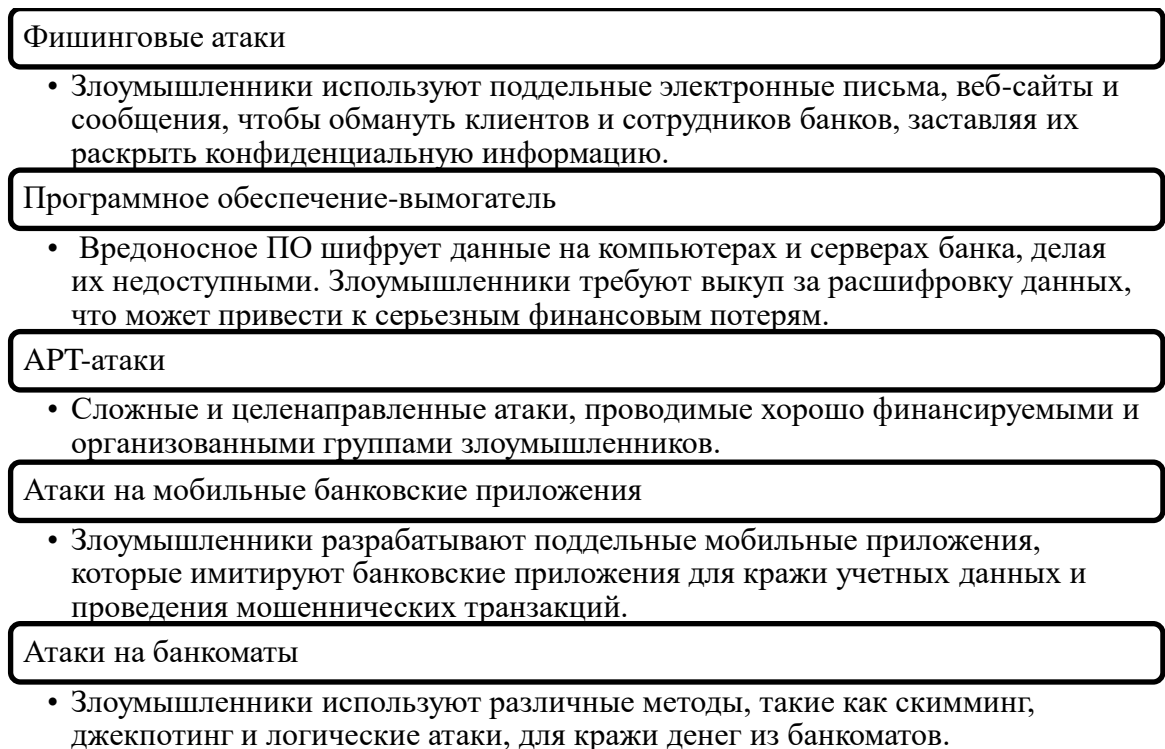 Фишинговые атаки
• Злоумышленники используют поддельные электронные письма, веб-сайты и
сообщения, чтобы обмануть клиентов и сотрудников банков, заставляя их
раскрыть конфиденциальную информацию.
Программное обеспечение-вымогатель
• Вредоносное ПО шифрует данные на компьютерах и серверах банка, делая
их недоступными. Злоумышленники требуют выкуп за расшифровку данных,
что может привести к серьезным финансовым потерям.
АРТ-атаки
• Сложные и целенаправленные атаки, проводимые хорошо финансируемыми и
организованными группами злоумышленников.
Атаки на мобильные банковские приложения
• Злоумышленники разрабатывают поддельные мобильные приложения,
которые имитируют банковские приложения для кражи учетных данных и
проведения мошеннических транзакций.
Атаки на банкоматы
• Злоумышленники используют различные методы, такие как скимминг,
джекпотинг и логические атаки, для кражи денег из банкоматов.